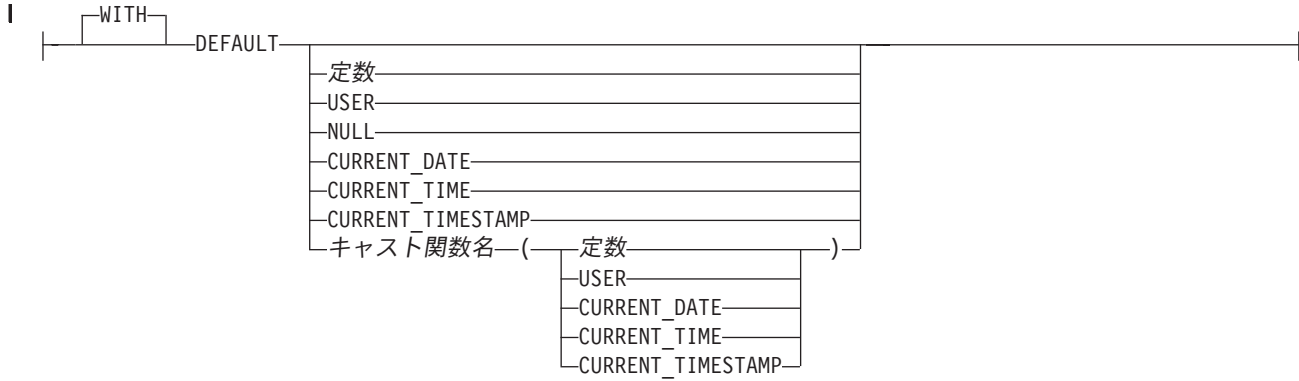 WITH
DEFAULT
定数
USER
NULL
CURRENT_DATE
CURRENT_TIME
CURRENT_TIMESTAMP
キャスト関数名 ( 定数 )
USER
CURRENT_DATE
CURRENT_TIME
CURRENT_TIMESTAMP